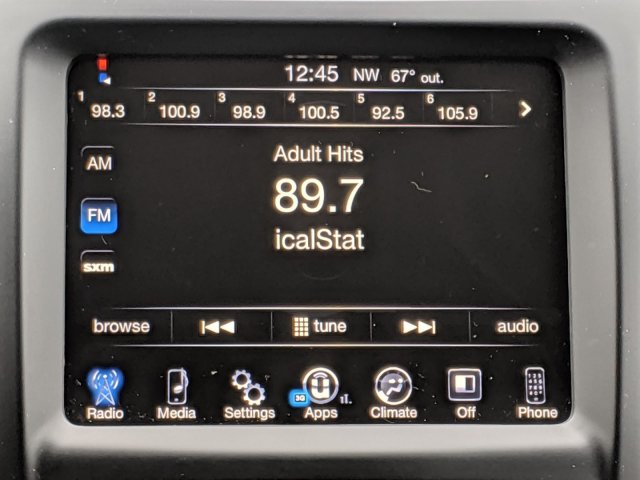 12:45 NW 67° out.
1 98.3 2 100.9 3 98.9 4 100.5 5 92.5 6 105.9
Adult Hits
AM
89.7
FM
icalStat
sxm
browse tune audio
3G
Radio Media Settings Apps Climate Off Phone